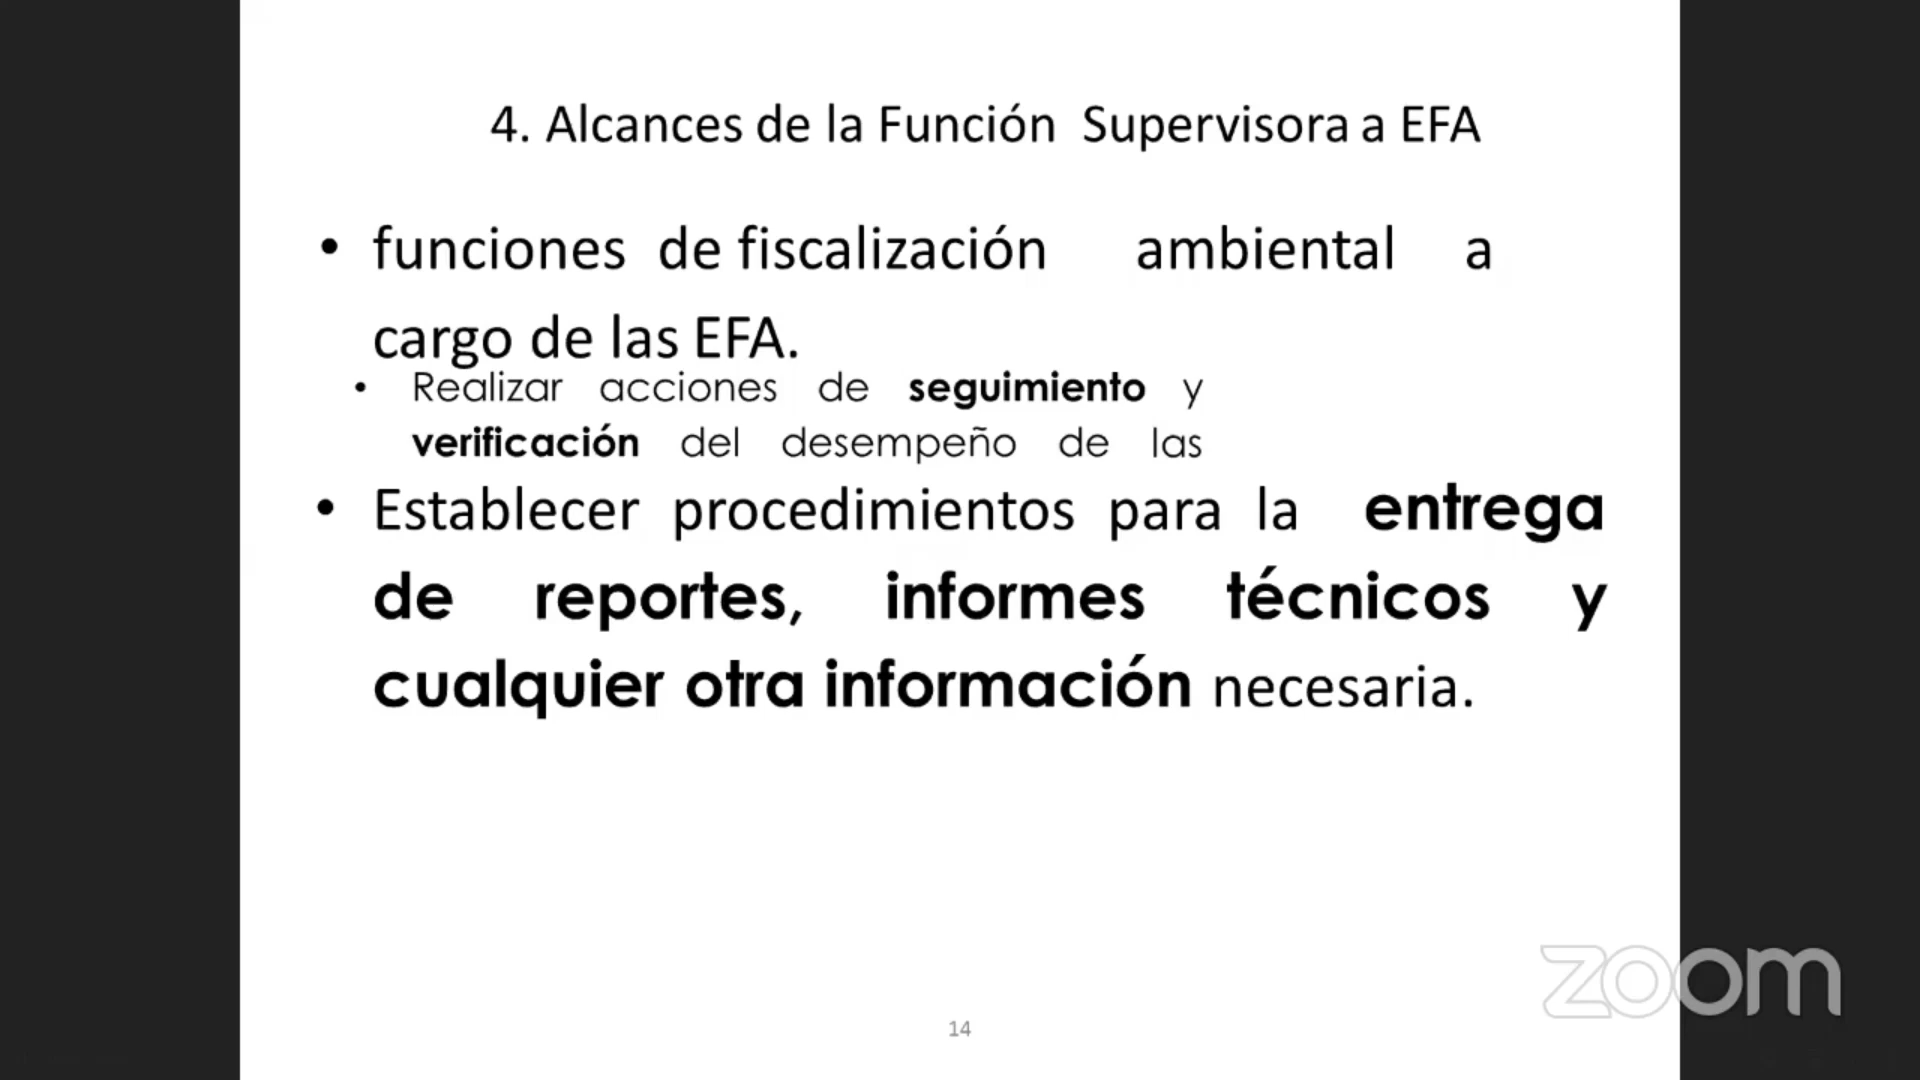 4. Alcances de la Función Supervisora a EFA
• funciones de fiscalización ambiental a
cargo de las EFA.
• Realizar acciones de seguimiento y
verificación del desempeño de las
• Establecer procedimientos para la entrega
de reportes, informes técnicos y
cualquier otra información necesaria.
zoom
14